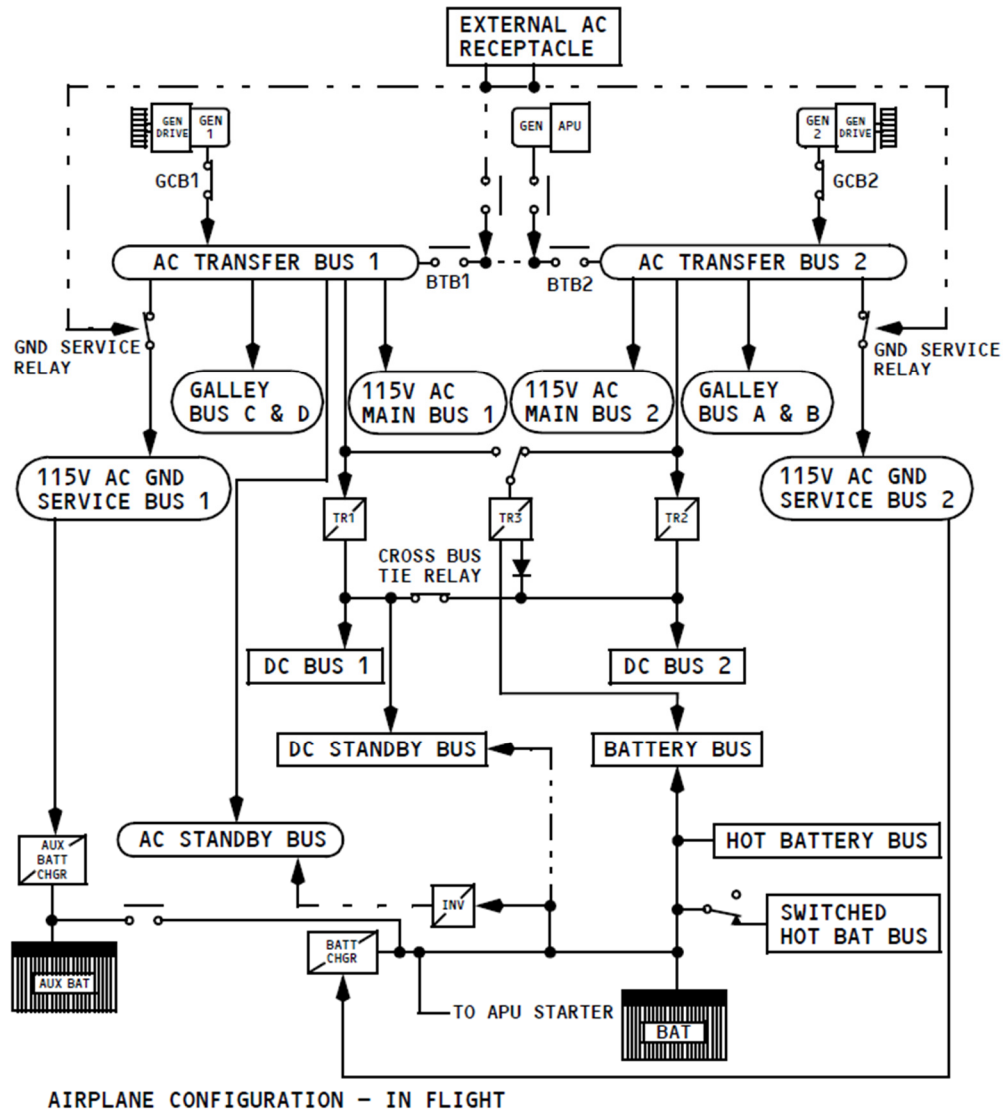 EXTERNAL AC
RECEPTACLE
GEN
DRIVE
GEN
1
GEN
APU
GEN
2
GEN
DRIVE
GCB1
GCB2
AC TRANSFER BUS 1
BTB1
BTB2
AC TRANSFER BUS 2
GND SERVICE
RELAY
GND SERVICE
RELAY
GALLEY
BUS C & D
115V AC
MAIN BUS 1
115V AC
MAIN BUS 2
GALLEY
BUS A & B
115V AC GND
SERVICE BUS 1
115V AC GND
SERVICE BUS 2
TR1
TR3
TR2
CROSS BUS
TIE RELAY
DC BUS 1
DC BUS 2
DC STANDBY BUS
BATTERY BUS
AC STANDBY BUS
HOT BATTERY BUS
AUX
BATT
CHGR
INV
SWITCHED
HOT BAT BUS
BATT
CHGR
AUX BAT
TO APU STARTER
BAT
AIRPLANE CONFIGURATION – IN FLIGHT